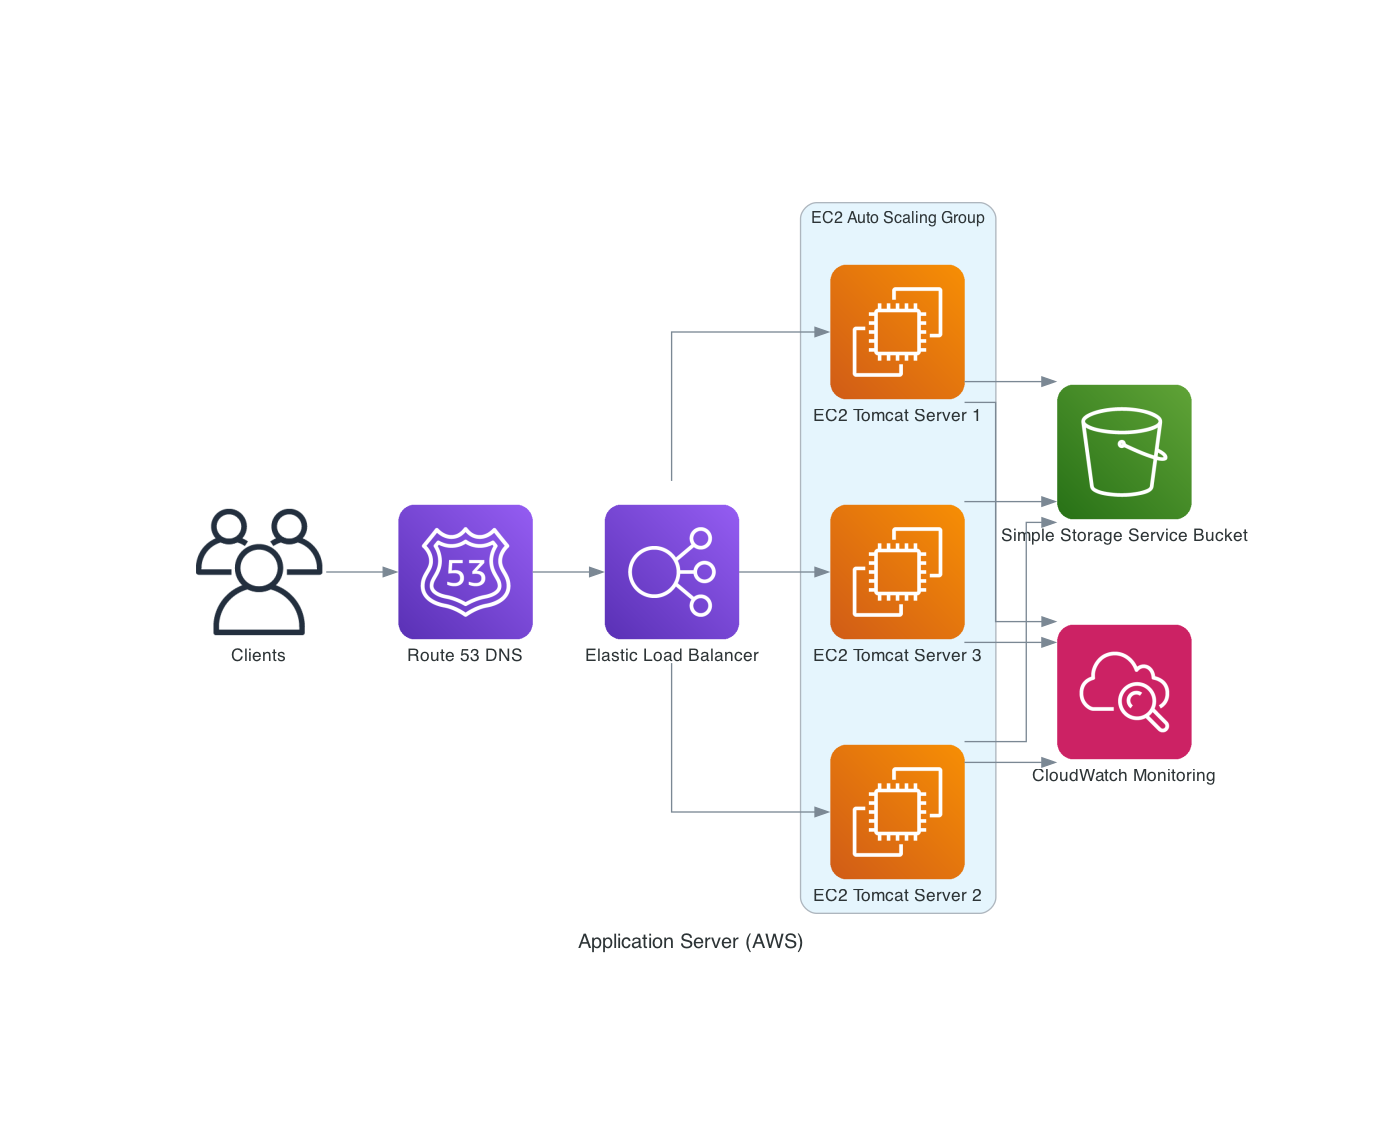 EC2 Auto Scaling Group
EC2 Tomcat Server 1
Simple Storage Service Bucket
53
Clients
Route 53 DNS
Elastic Load Balancer
EC2 Tomcat Server 3
CloudWatch Monitoring
EC2 Tomcat Server 2
Application Server (AWS)